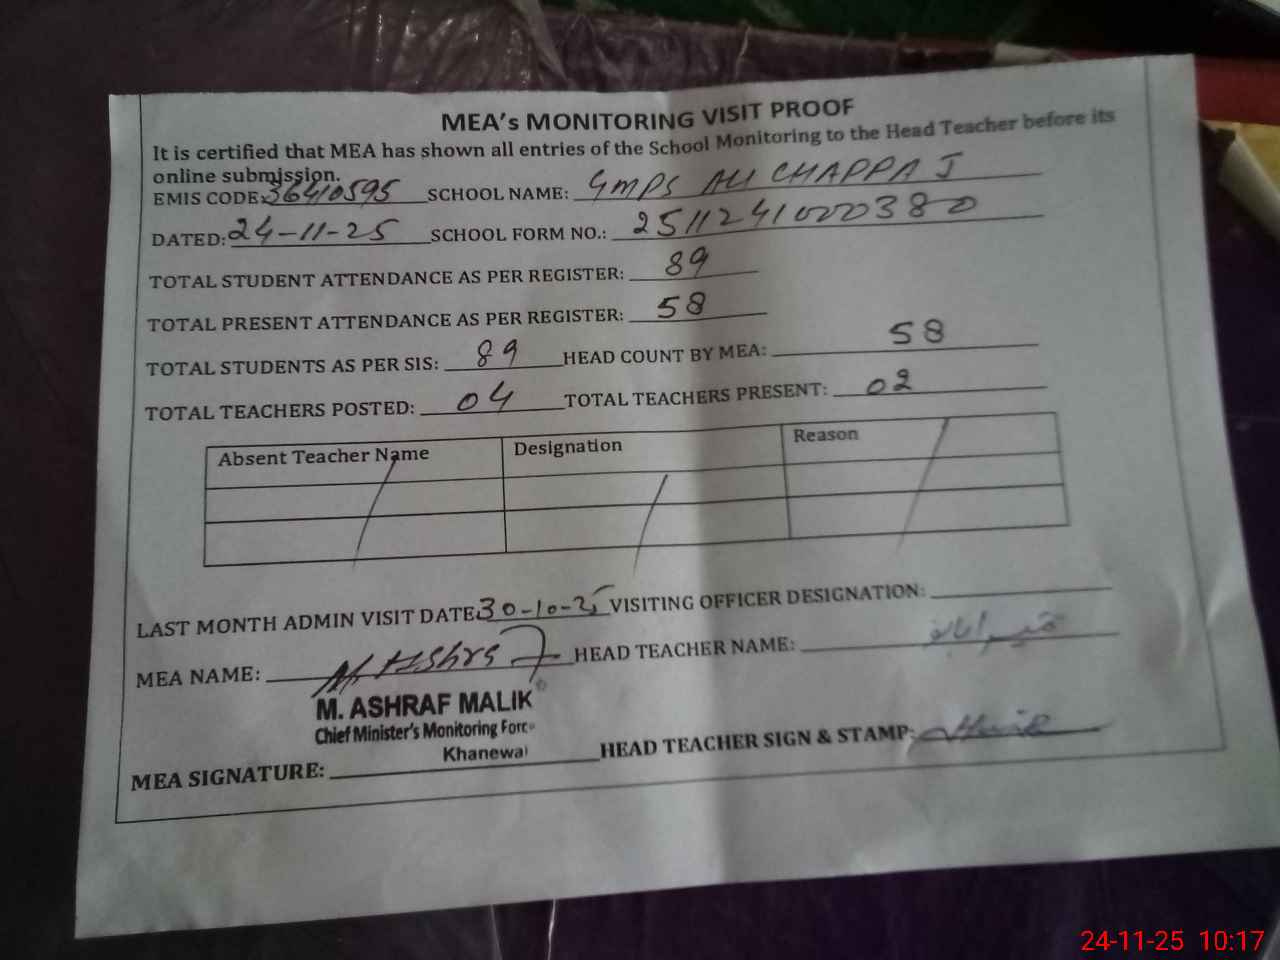 MEA's MONITORING VISIT PROOF
It is certified that MEA has shown all entries of the School Monitoring to the Head Teacher before its
online submission.
EMIS CODE: 36410595 SCHOOL NAME: GMPS ALI CHAPPA J
DATED: 24-11-25 SCHOOL FORM NO.: 2511241000380
TOTAL STUDENT ATTENDANCE AS PER REGISTER: 89
TOTAL PRESENT ATTENDANCE AS PER REGISTER: 58
TOTAL STUDENTS AS PER SIS: 89 HEAD COUNT BY MEA: 58
TOTAL TEACHERS POSTED: 04 TOTAL TEACHERS PRESENT: 02
Absent Teacher Name Designation Reason
LAST MONTH ADMIN VISIT DATE: 30-10-25 VISITING OFFICER DESIGNATION:
MEA NAME: M. Ashraf HEAD TEACHER NAME:
M. ASHRAF MALIK
Chief Minister's Monitoring Force
Khanewal
MEA SIGNATURE: HEAD TEACHER SIGN & STAMP:
24-11-25 10:17